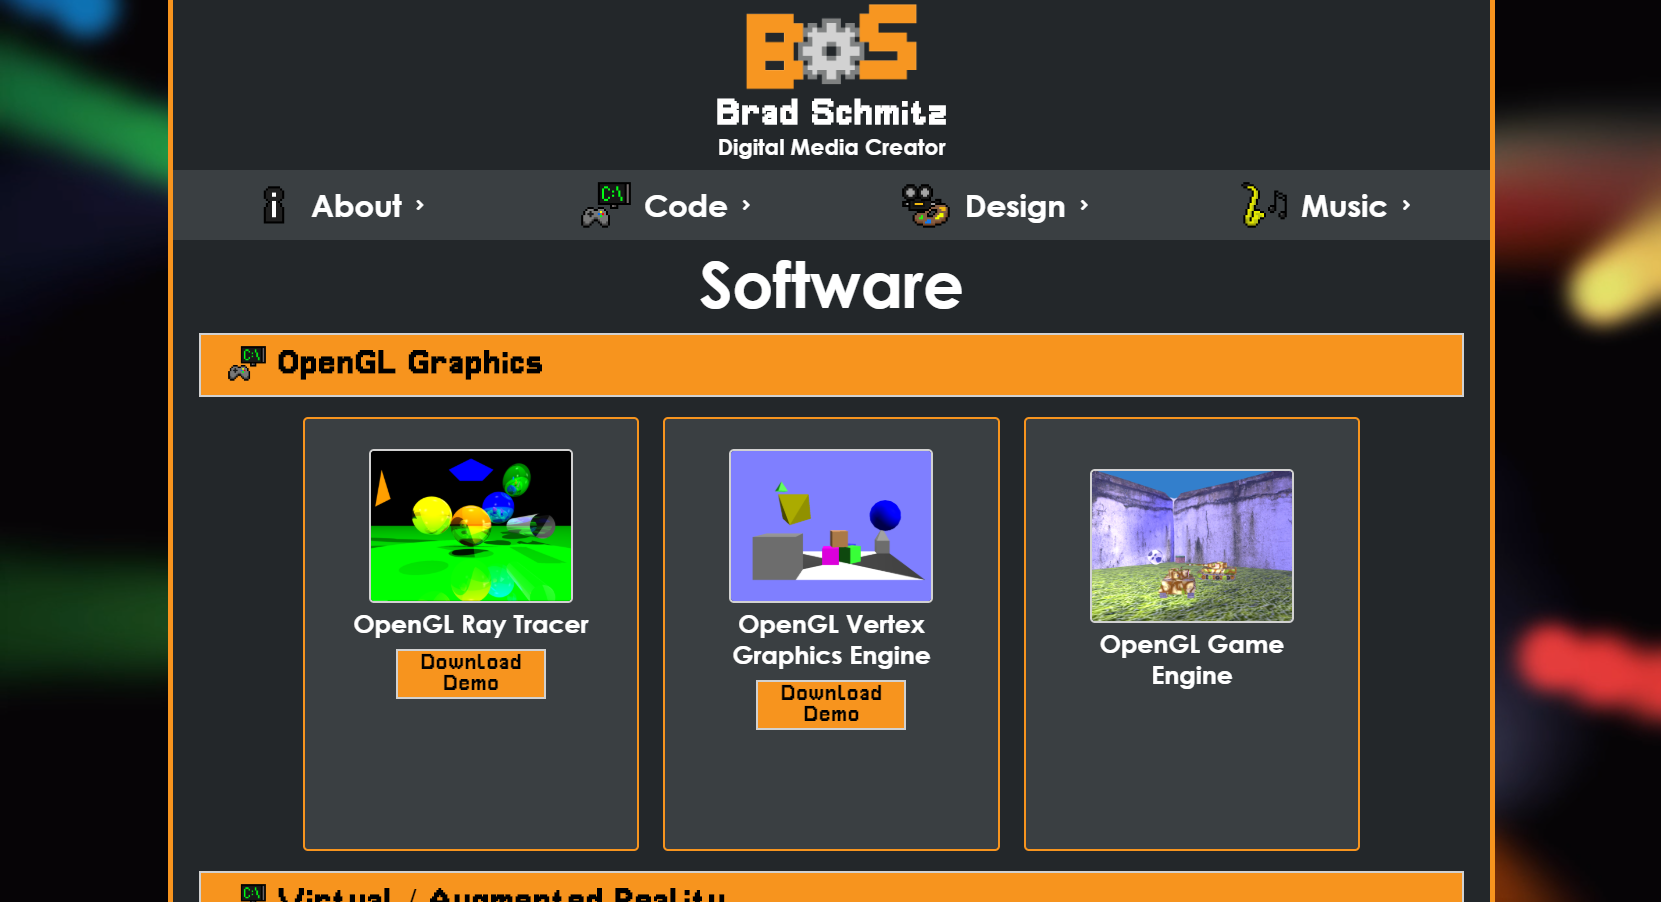 BS
Brad Schmitz
Digital Media Creator
i About › C:\ Code › Design › Music ›
Software
C:\ OpenGL Graphics
OpenGL Ray Tracer
Download
Demo
OpenGL Vertex
Graphics Engine
Download
Demo
OpenGL Game
Engine
C:\ Virtual / Augmented Reality